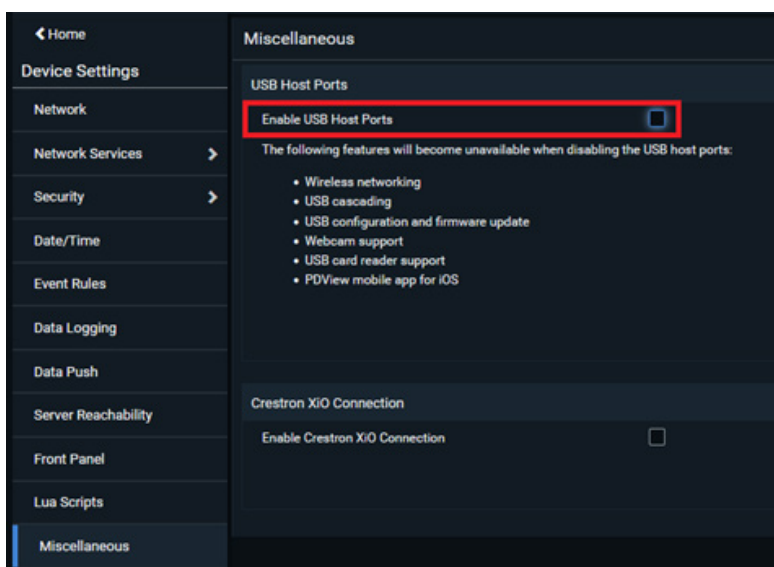 Home
Device Settings
Network
Network Services
Security
Date/Time
Event Rules
Data Logging
Data Push
Server Reachability
Front Panel
Lua Scripts
Miscellaneous
Miscellaneous
USB Host Ports
Enable USB Host Ports
The following features will become unavailable when disabling the USB host ports:
• Wireless networking
• USB cascading
• USB configuration and firmware update
• Webcam support
• USB card reader support
• PDView mobile app for iOS
Crestron XiO Connection
Enable Crestron XiO Connection